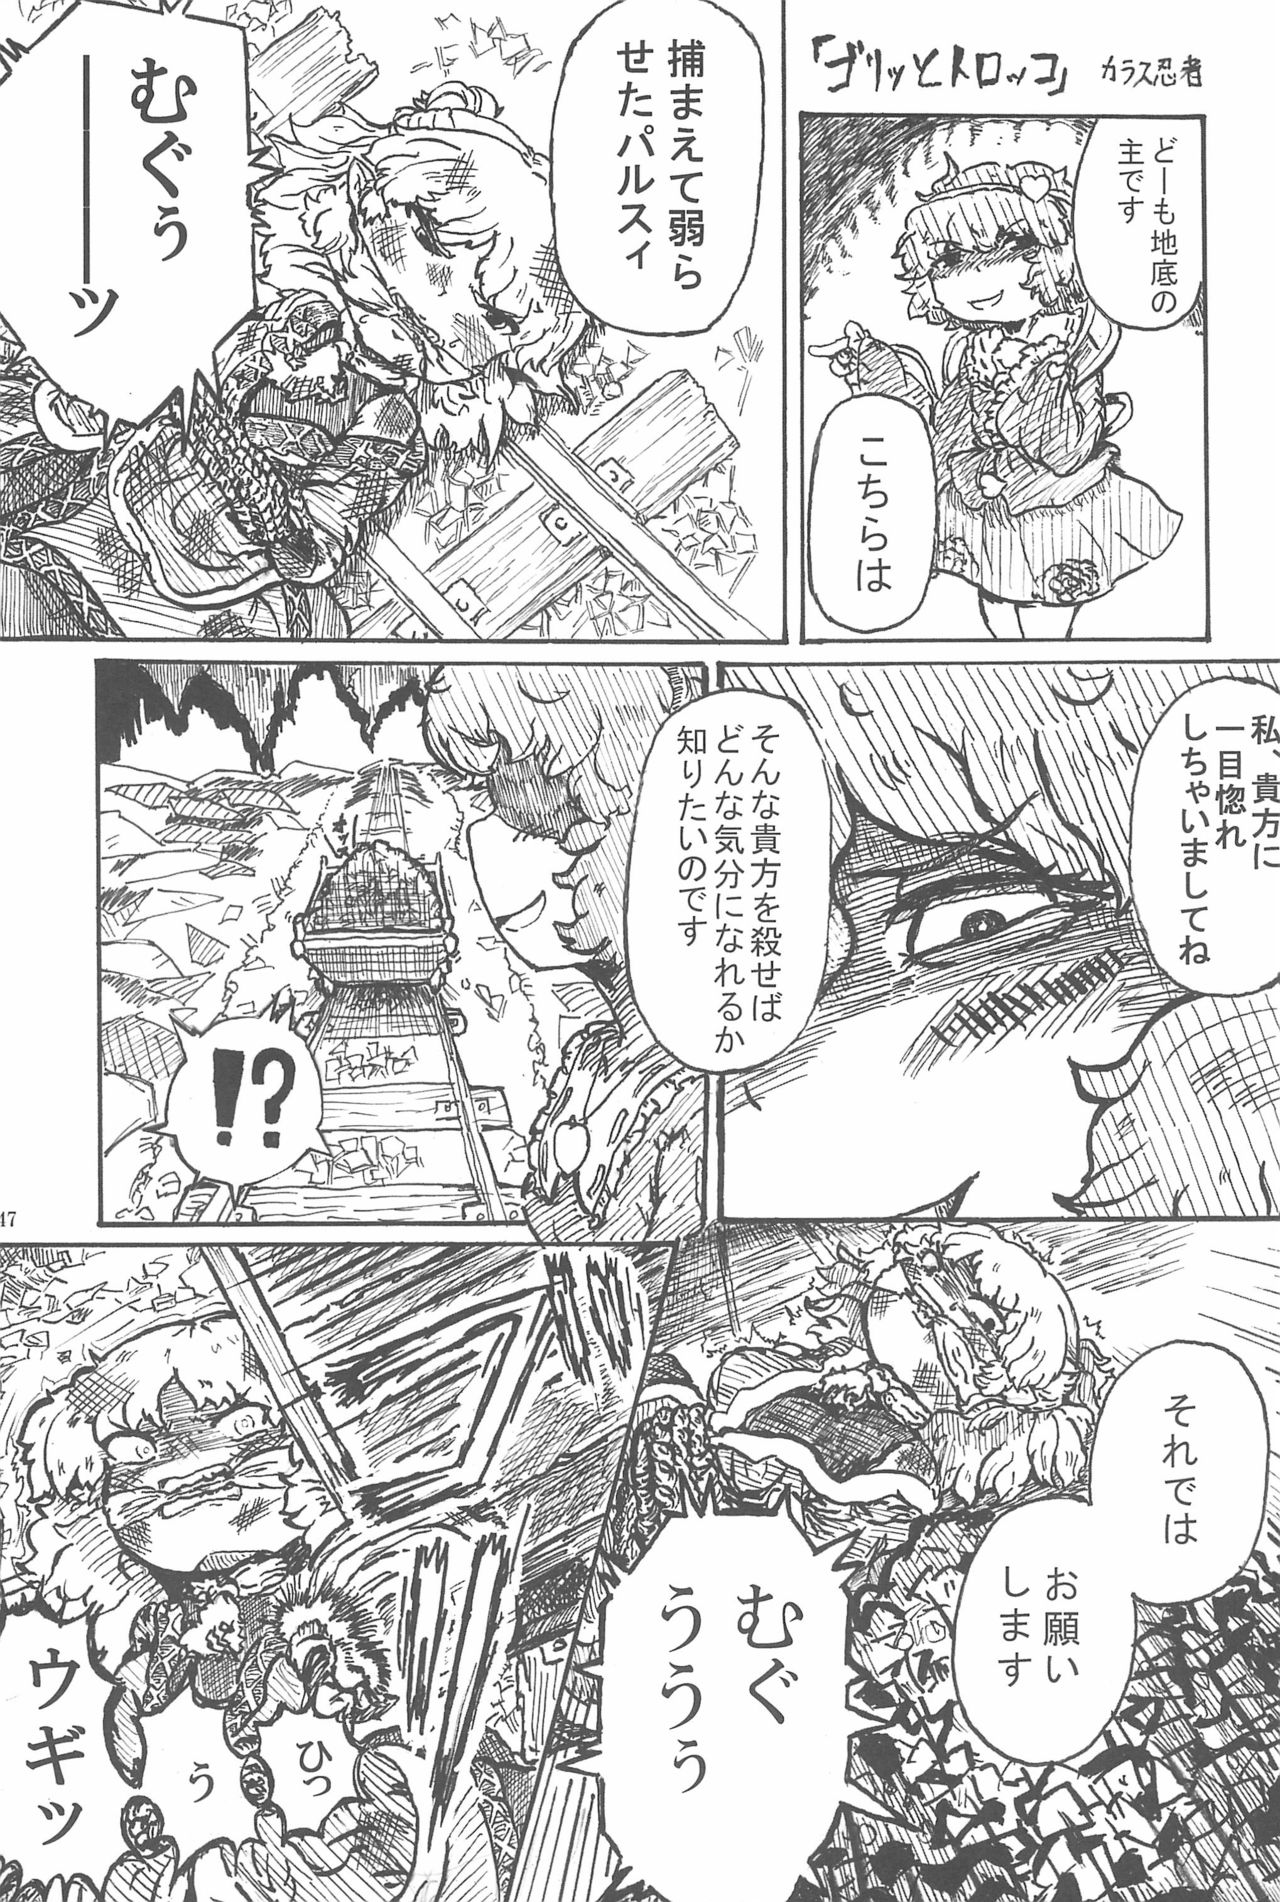 「ゴリッとトロッコ」 カラス忍者
どーも地底の
主です
こちらは
捕まえて弱ら
せたパルスィ
むぐぅ
――ッ
私、貴方に
一目惚れ
しちゃいましてね
そんな貴方を殺せば
どんな気分になれるか
知りたいのです
!?
それでは
お願い
します
むぐ
うぅぅ
ひっ
う
ウギッ
17